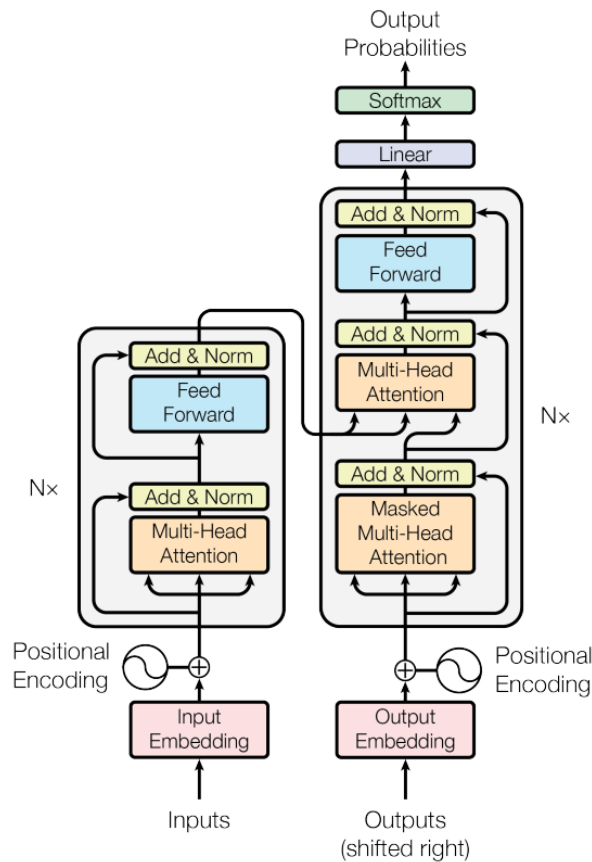 Output
Probabilities
Softmax
Linear
Add & Norm
Feed
Forward
Add & Norm
Multi-Head
Attention
Add & Norm
Masked
Multi-Head
Attention
N×
Add & Norm
Feed
Forward
Add & Norm
Multi-Head
Attention
N×
Positional
Encoding
Positional
Encoding
Input
Embedding
Output
Embedding
Inputs
Outputs
(shifted right)